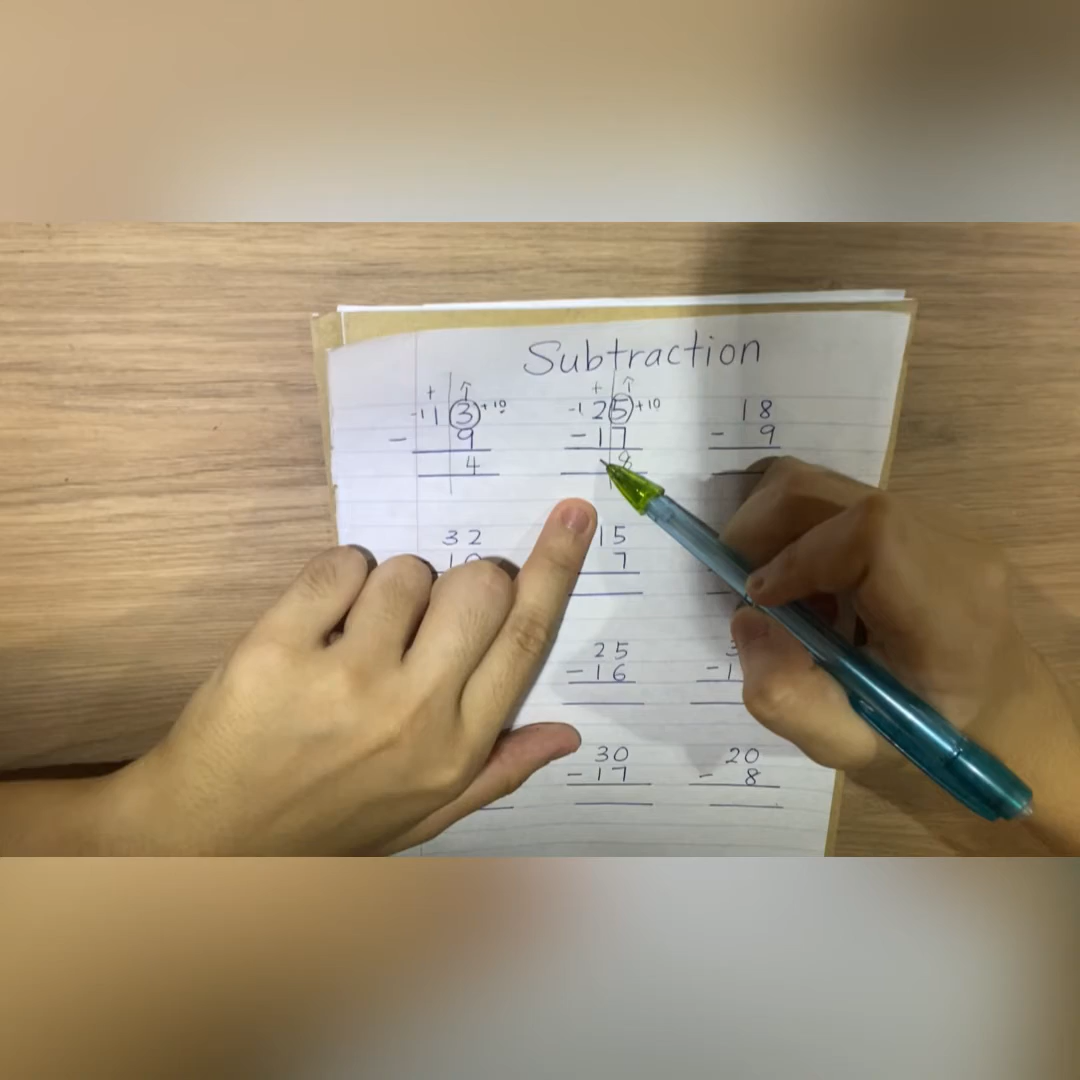 Subtraction
+ ↑ + ↑
-1 1 3 +10 -1 2 5 +10 1 8
- 9 - 1 7 - 9
4 8
3 2 1 5
7
2 5
- 1 6 - 1
3 0 2 0
- 1 7 - 8